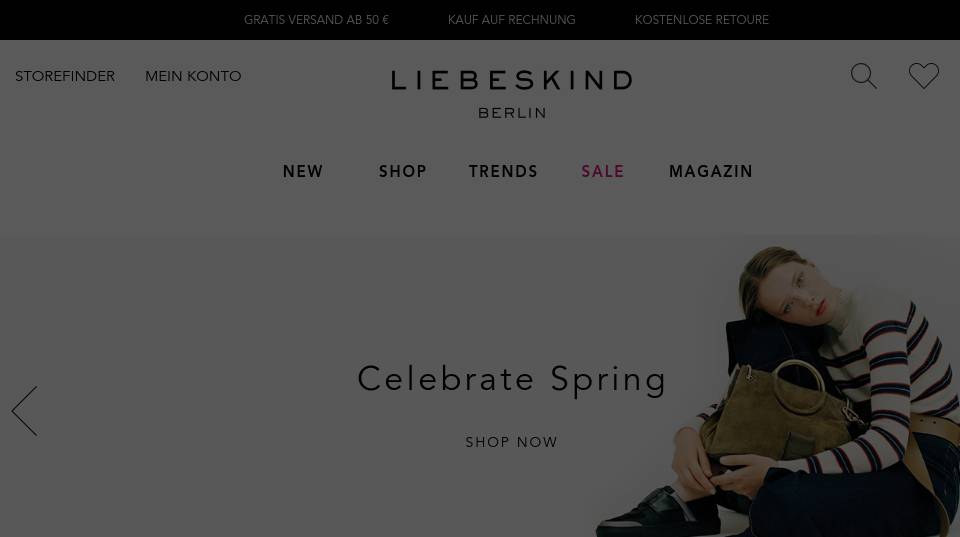 GRATIS VERSAND AB 50 € KAUF AUF RECHNUNG KOSTENLOSE RETOURE
STOREFINDER MEIN KONTO
LIEBESKIND
BERLIN
NEW SHOP TRENDS SALE MAGAZIN
Celebrate Spring
SHOP NOW